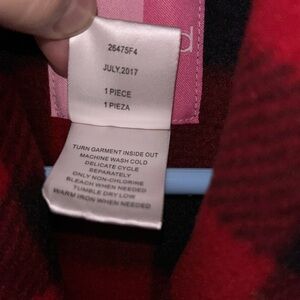 26475F4
JULY,2017
1 PIECE
1 PIEZA
TURN GARMENT INSIDE OUT
MACHINE WASH COLD
DELICATE CYCLE
SEPARATELY
ONLY NON-CHLORINE
BLEACH WHEN NEEDED
TUMBLE DRY LOW
WARM IRON WHEN NEEDED